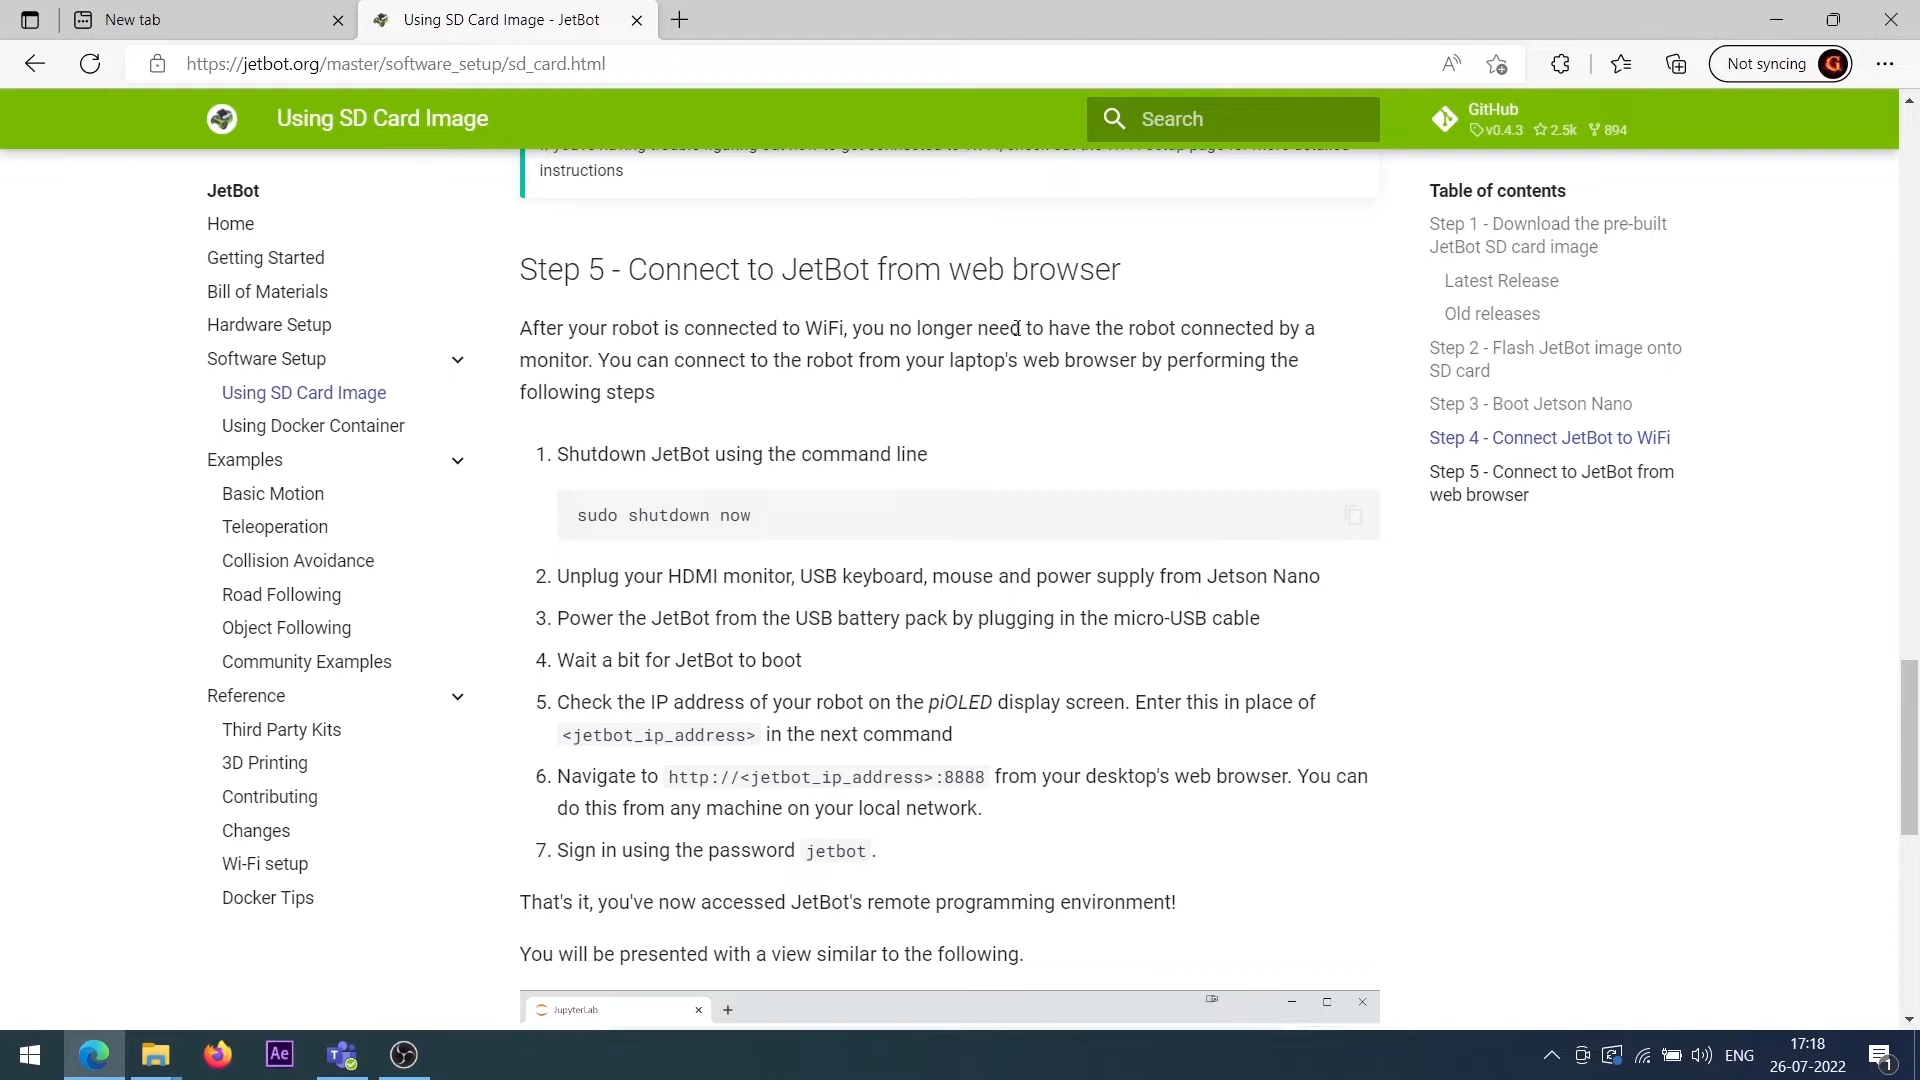 New tab
Using SD Card Image - JetBot
https://jetbot.org/master/software_setup/sd_card.html
Not syncing
G
Using SD Card Image
Search
GitHub
v0.4.3 2.5k 894
instructions
JetBot
Home
Getting Started
Bill of Materials
Hardware Setup
Software Setup
Using SD Card Image
Using Docker Container
Examples
Basic Motion
Teleoperation
Collision Avoidance
Road Following
Object Following
Community Examples
Reference
Third Party Kits
3D Printing
Contributing
Changes
Wi-Fi setup
Docker Tips
Step 5 - Connect to JetBot from web browser
After your robot is connected to WiFi, you no longer need to have the robot connected by a
monitor. You can connect to the robot from your laptop's web browser by performing the
following steps
1. Shutdown JetBot using the command line
sudo shutdown now
2. Unplug your HDMI monitor, USB keyboard, mouse and power supply from Jetson Nano
3. Power the JetBot from the USB battery pack by plugging in the micro-USB cable
4. Wait a bit for JetBot to boot
5. Check the IP address of your robot on the piOLED display screen. Enter this in place of
<jetbot_ip_address> in the next command
6. Navigate to http://<jetbot_ip_address>:8888 from your desktop's web browser. You can
do this from any machine on your local network.
7. Sign in using the password jetbot.
That's it, you've now accessed JetBot's remote programming environment!
You will be presented with a view similar to the following.
JupyterLab
Table of contents
Step 1 - Download the pre-built
JetBot SD card image
Latest Release
Old releases
Step 2 - Flash JetBot image onto
SD card
Step 3 - Boot Jetson Nano
Step 4 - Connect JetBot to WiFi
Step 5 - Connect to JetBot from
web browser
Ae
ENG
17:18
26-07-2022
1